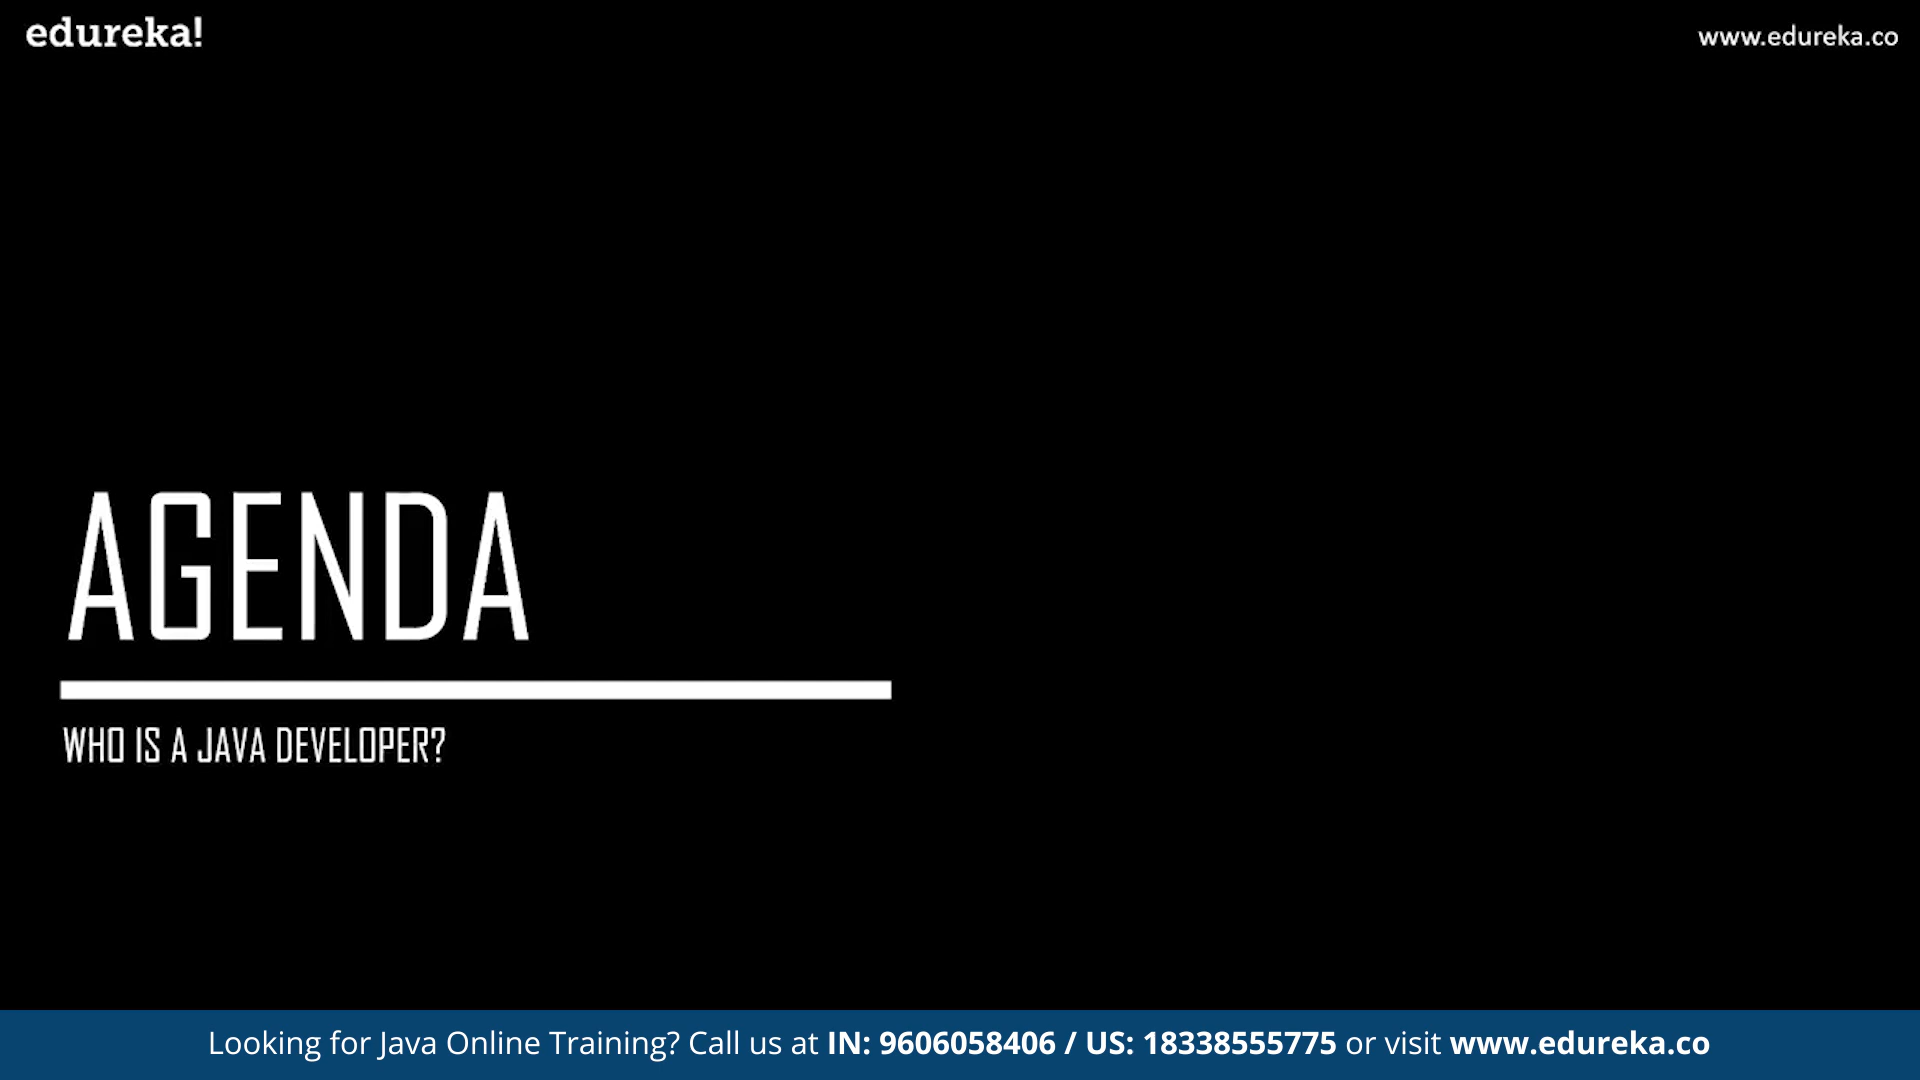 edureka!
www.edureka.co
AGENDA
WHO IS A JAVA DEVELOPER?
Looking for Java Online Training? Call us at IN: 9606058406 / US: 18338555775 or visit www.edureka.co